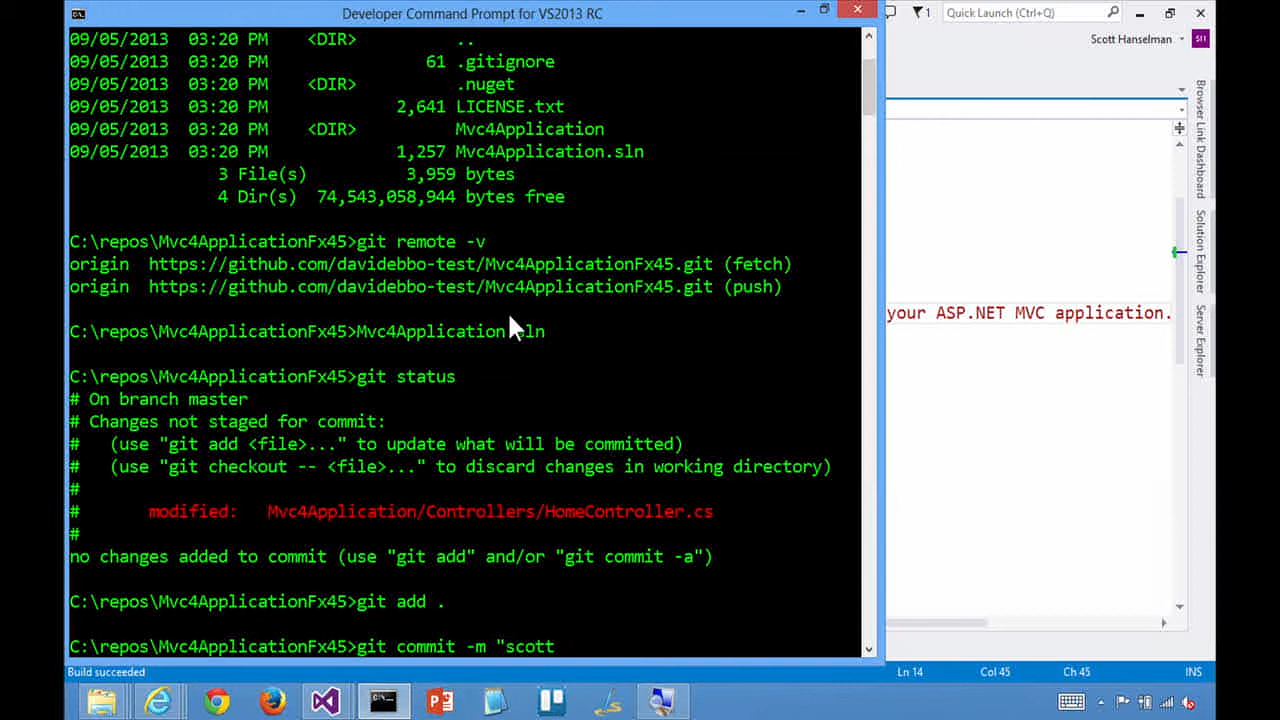 Developer Command Prompt for VS2013 RC
1
Quick Launch (Ctrl+Q)
Scott Hanselman
SH
09/05/2013  03:20 PM    <DIR>          ..
09/05/2013  03:20 PM                61 .gitignore
09/05/2013  03:20 PM    <DIR>          .nuget
09/05/2013  03:20 PM             2,641 LICENSE.txt
09/05/2013  03:20 PM    <DIR>          Mvc4Application
09/05/2013  03:20 PM             1,257 Mvc4Application.sln
3 File(s)          3,959 bytes
4 Dir(s)  74,543,058,944 bytes free
C:\repos\Mvc4ApplicationFx45>git remote -v
origin  https://github.com/davidebbo-test/Mvc4ApplicationFx45.git (fetch)
origin  https://github.com/davidebbo-test/Mvc4ApplicationFx45.git (push)
C:\repos\Mvc4ApplicationFx45>Mvc4Application.sln
C:\repos\Mvc4ApplicationFx45>git status
# On branch master
# Changes not staged for commit:
#   (use "git add <file>..." to update what will be committed)
#   (use "git checkout -- <file>..." to discard changes in working directory)
#
#       modified:   Mvc4Application/Controllers/HomeController.cs
#
no changes added to commit (use "git add" and/or "git commit -a")
C:\repos\Mvc4ApplicationFx45>git add .
C:\repos\Mvc4ApplicationFx45>git commit -m "scott
your ASP.NET MVC application.
Browser Link Dashboard
Solution Explorer
Server Explorer
Build succeeded
Ln 14
Col 45
Ch 45
INS